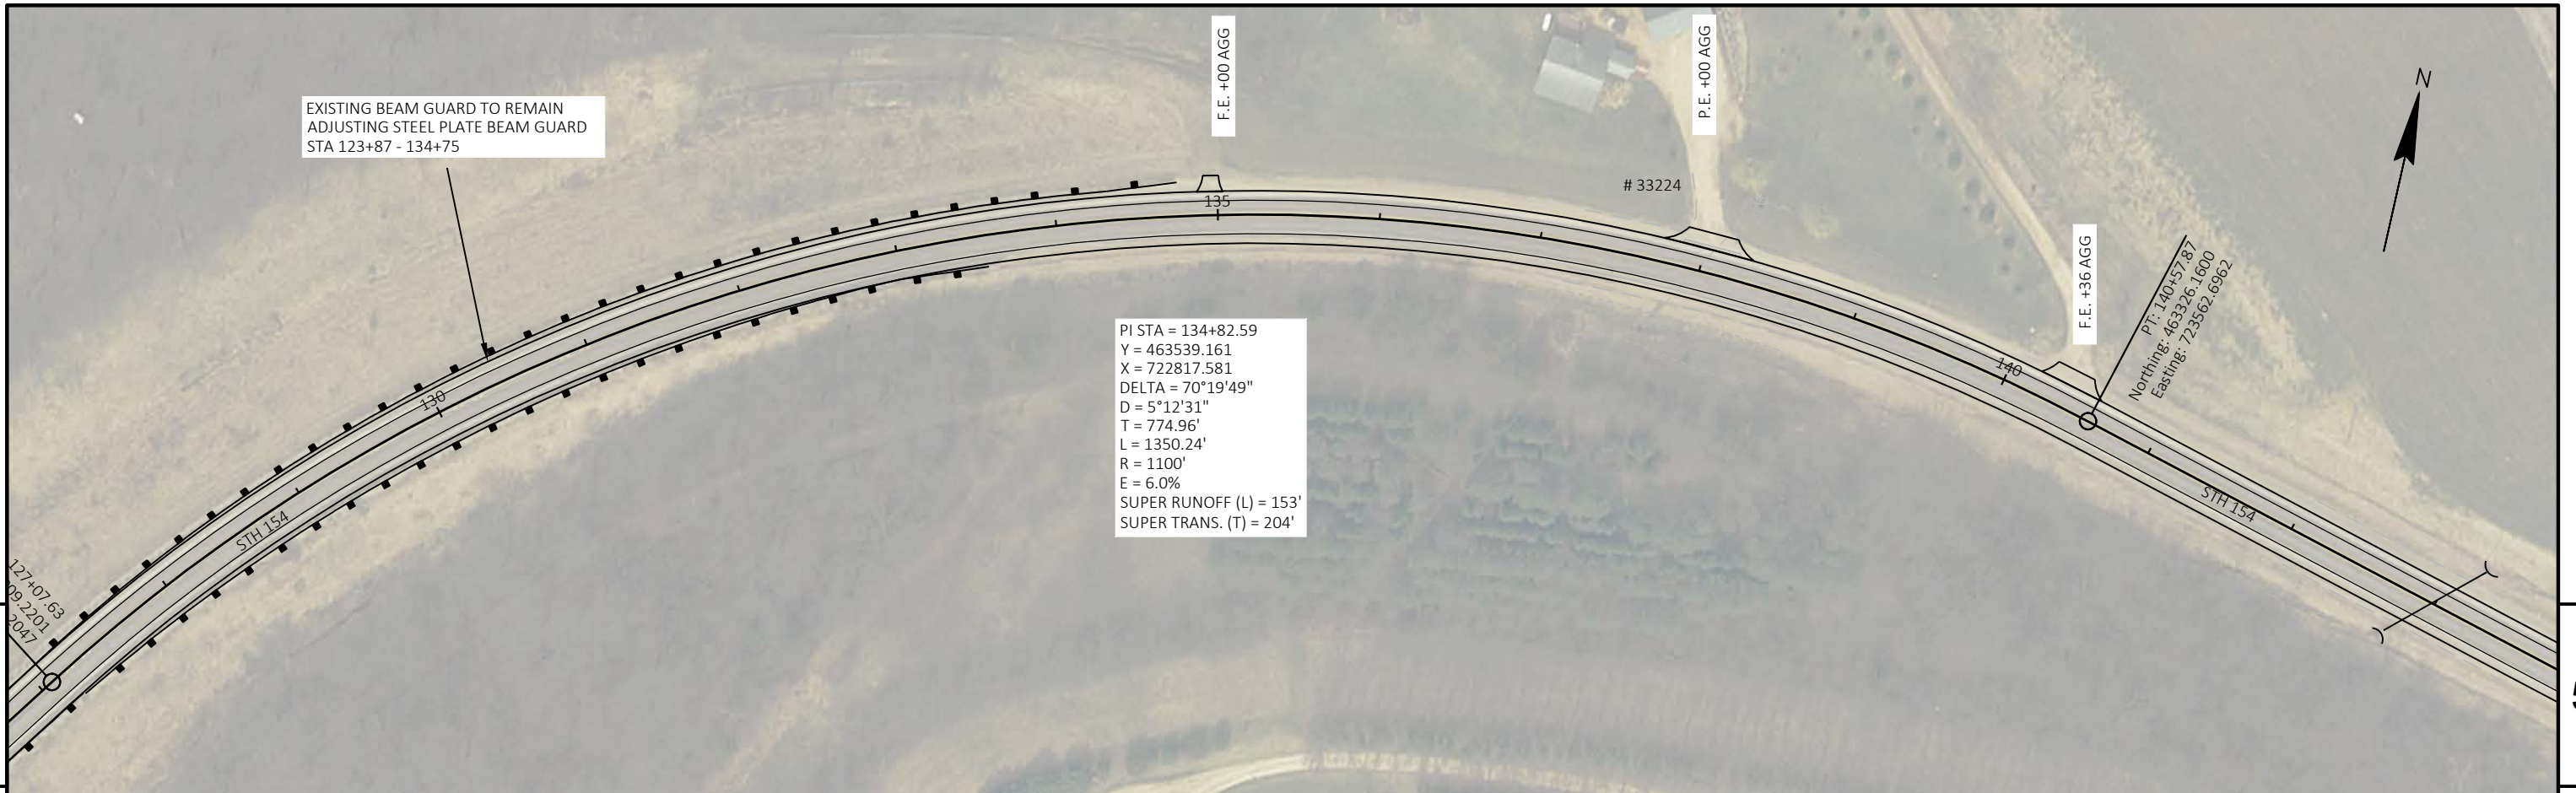 EXISTING BEAM GUARD TO REMAIN
ADJUSTING STEEL PLATE BEAM GUARD
STA 123+87 - 134+75
F.E. +00 AGG
P.E. +00 AGG
N
# 33224
135
F.E. +36 AGG
PT: 140+57.87
Northing: 463326.1600
Easting: 723562.6962
130
140
PI STA = 134+82.59
Y = 463539.161
X = 722817.581
DELTA = 70°19'49"
D = 5°12'31"
T = 774.96'
L = 1350.24'
R = 1100'
E = 6.0%
SUPER RUNOFF (L) = 153'
SUPER TRANS. (T) = 204'
STH 154
STH 154
127+07.63
09.2201
2047